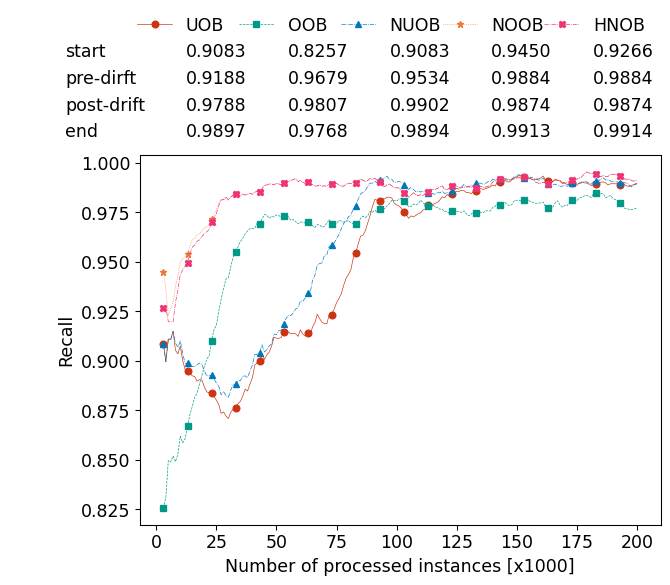 UOB OOB NUOB NOOB HNOB
start 0.9083 0.8257 0.9083 0.9450 0.9266
pre-dirft 0.9188 0.9679 0.9534 0.9884 0.9884
post-drift 0.9788 0.9807 0.9902 0.9874 0.9874
end 0.9897 0.9768 0.9894 0.9913 0.9914
1.000
0.975
0.950
0.925
0.900
0.875
0.850
0.825
Recall
0 25 50 75 100 125 150 175 200
Number of processed instances [x1000]